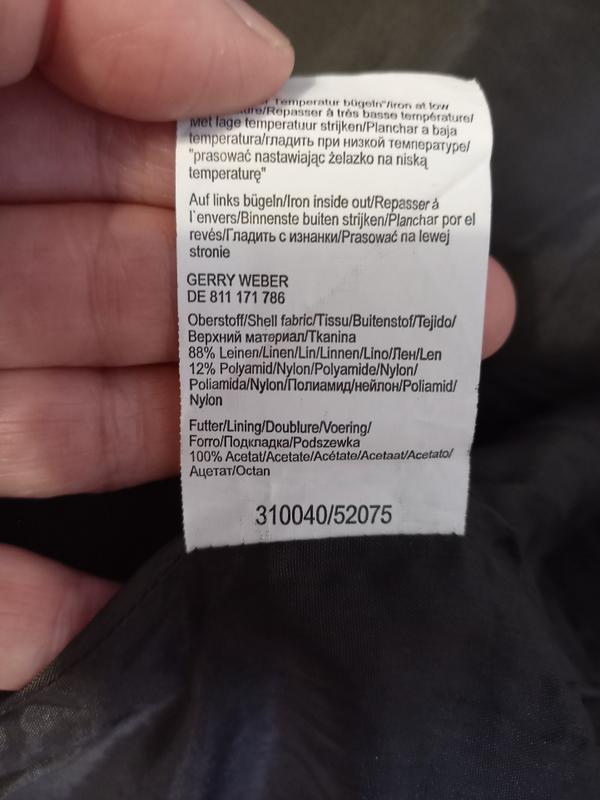 Temperatur bügeln"/Iron at low
/Repasser à très basse température/
Met lage temperatuur strijken/Planchar a baja
temperatura/гладить при низкой температуре/
"prasować nastawiając żelazko na niską
temperaturę"
Auf links bügeln/Iron inside out/Repasser à
l`envers/Binnenste buiten strijken/Planchar por el
revés/Гладить с изнанки/Prasować na lewej
stronie
GERRY WEBER
DE 811 171 786
Oberstoff/Shell fabric/Tissu/Buitenstof/Tejido/
Верхний материал/Tkanina
88% Leinen/Linen/Lin/Linnen/Lino/Лен/Len
12% Polyamid/Nylon/Polyamide/Nylon/
Poliamida/Nylon/Полиамид/нейлон/Poliamid/
Nylon
Futter/Lining/Doublure/Voering/
Forro/Подкладка/Podszewka
100% Acetat/Acetate/Acétate/Acetaat/Acetato/
Ацетат/Octan
310040/52075